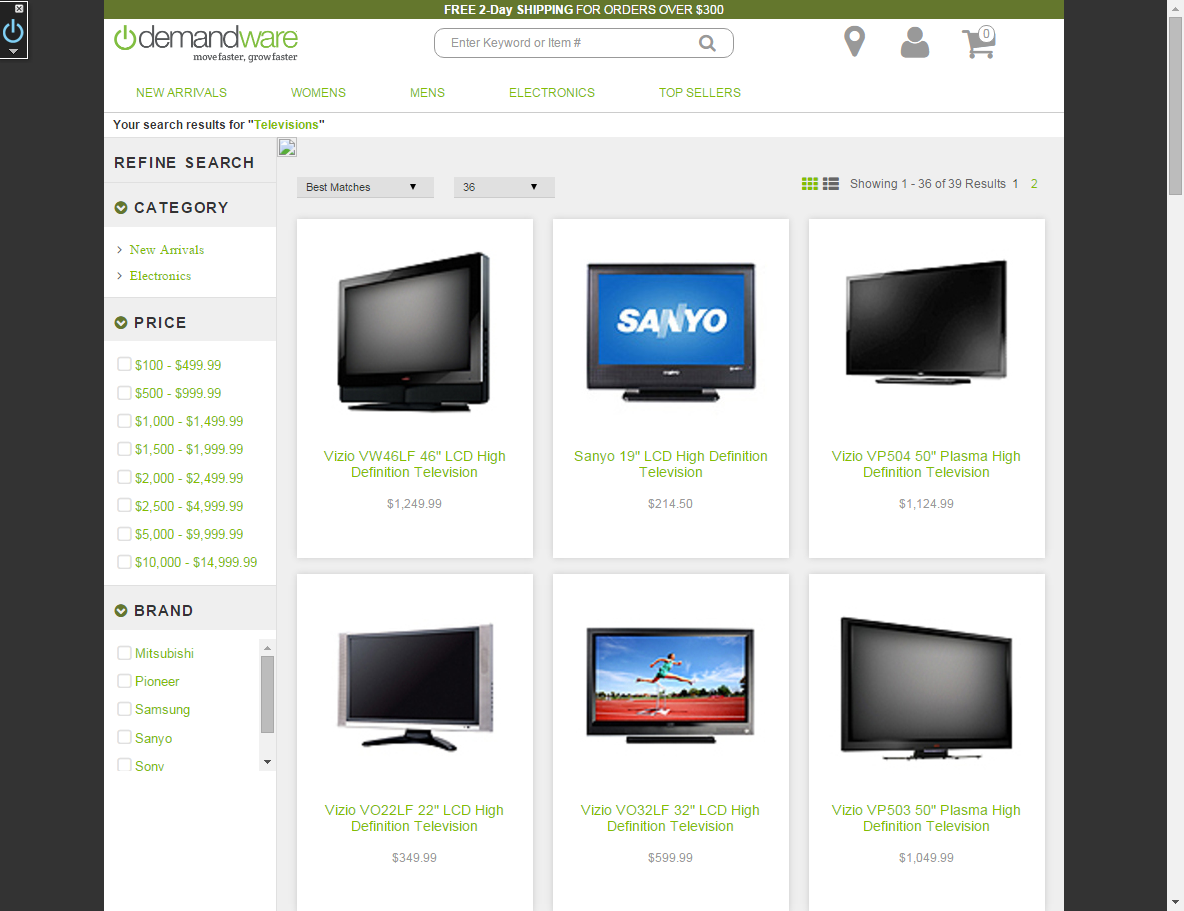 FREE 2-Day SHIPPING FOR ORDERS OVER $300
demandware
move faster, grow faster
Enter Keyword or Item #
0
NEW ARRIVALS WOMENS MENS ELECTRONICS TOP SELLERS
Your search results for "Televisions"
REFINE SEARCH
CATEGORY
New Arrivals
Electronics
PRICE
$100 - $499.99
$500 - $999.99
$1,000 - $1,499.99
$1,500 - $1,999.99
$2,000 - $2,499.99
$2,500 - $4,999.99
$5,000 - $9,999.99
$10,000 - $14,999.99
BRAND
Mitsubishi
Pioneer
Samsung
Sanyo
Sony
Best Matches 36 Showing 1 - 36 of 39 Results 1 2
SANYO
Vizio VW46LF 46" LCD High
Definition Television
$1,249.99
Sanyo 19" LCD High Definition
Television
$214.50
Vizio VP504 50" Plasma High
Definition Television
$1,124.99
Vizio VO22LF 22" LCD High
Definition Television
$349.99
Vizio VO32LF 32" LCD High
Definition Television
$599.99
Vizio VP503 50" Plasma High
Definition Television
$1,049.99